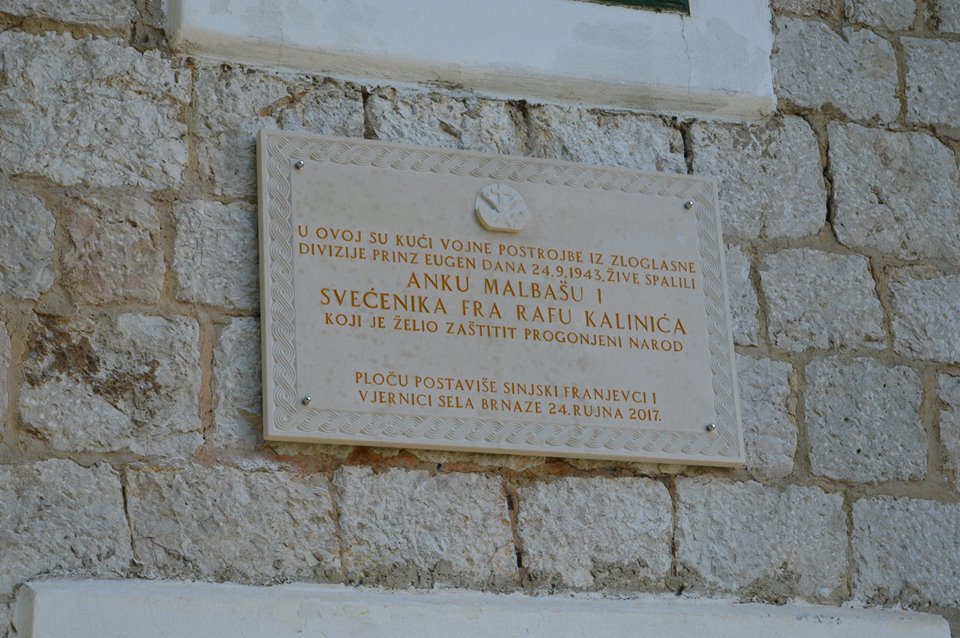 U OVOJ SU KUĆI VOJNE POSTROJBE IZ ZLOGLASNE
DIVIZIJE PRINZ EUGEN DANA 24.9.1943, ŽIVE SPALILI
ANKU MALBAŠU I
SVEĆENIKA FRA RAFU KALINIĆA
KOJI JE ŽELIO ZAŠTITIT PROGONJENI NAROD
PLOČU POSTAVIŠE SINJSKI FRANJEVCI I
VJERNICI SELA BRNAZE 24. RUJNA 2017.